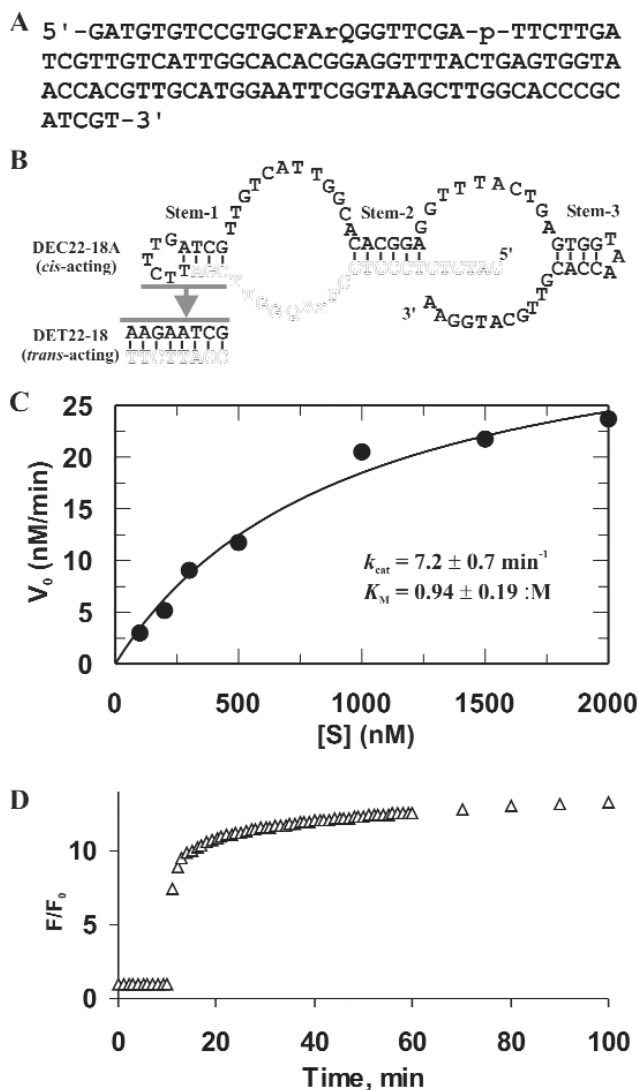 A
5'-GATGTGTCCGTGCFArQGGTTCGA-p-TTCTTGA
TCGTTGTCATTGGCACACGGAGGTTTACTGAGTGGTA
ACCACGTTGCATGGAATTCGGTAAGCTTGGCACCCGC
ATCGT-3'
B
Stem-1
Stem-2
Stem-3
DEC22-18A
(cis-acting)
5'
3'
DET22-18
(trans-acting)
AAGAATCG
C
25
20
15
10
5
0
V₀ (nM/min)
kcat = 7.2 ± 0.7 min⁻¹
KM = 0.94 ± 0.19 :M
0 500 1000 1500 2000
[S] (nM)
D
10
5
0
F/F₀
0 20 40 60 80 100
Time, min